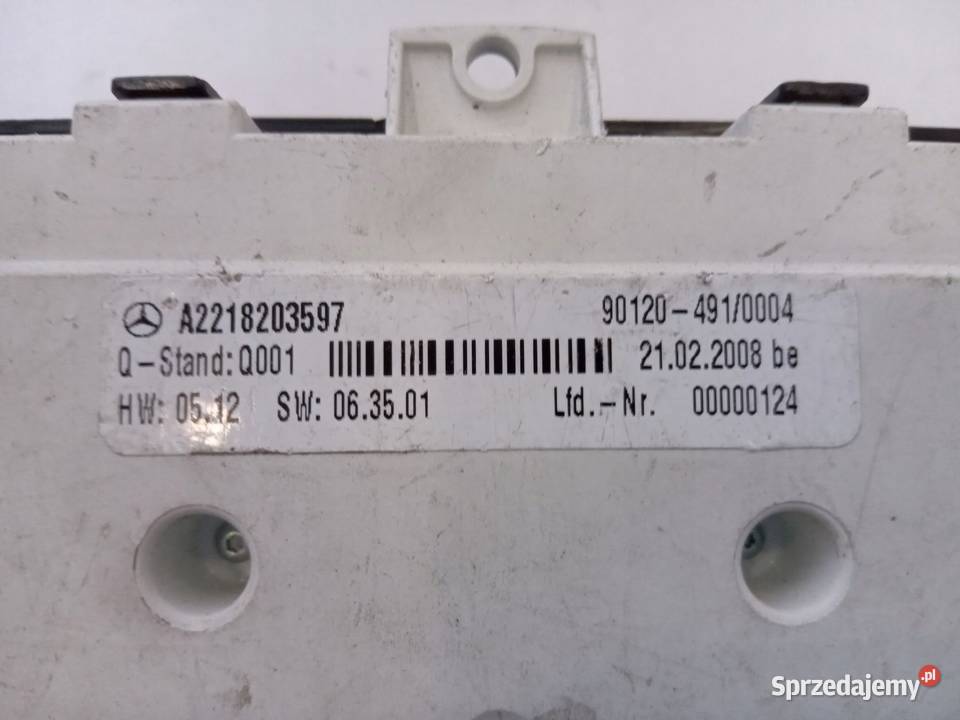 A2218203597 90120-491/0004
Q-Stand: Q001 21.02.2008 be
HW: 05.12 SW: 06.35.01 Lfd.-Nr. 00000124
Sprzedajemy.pl